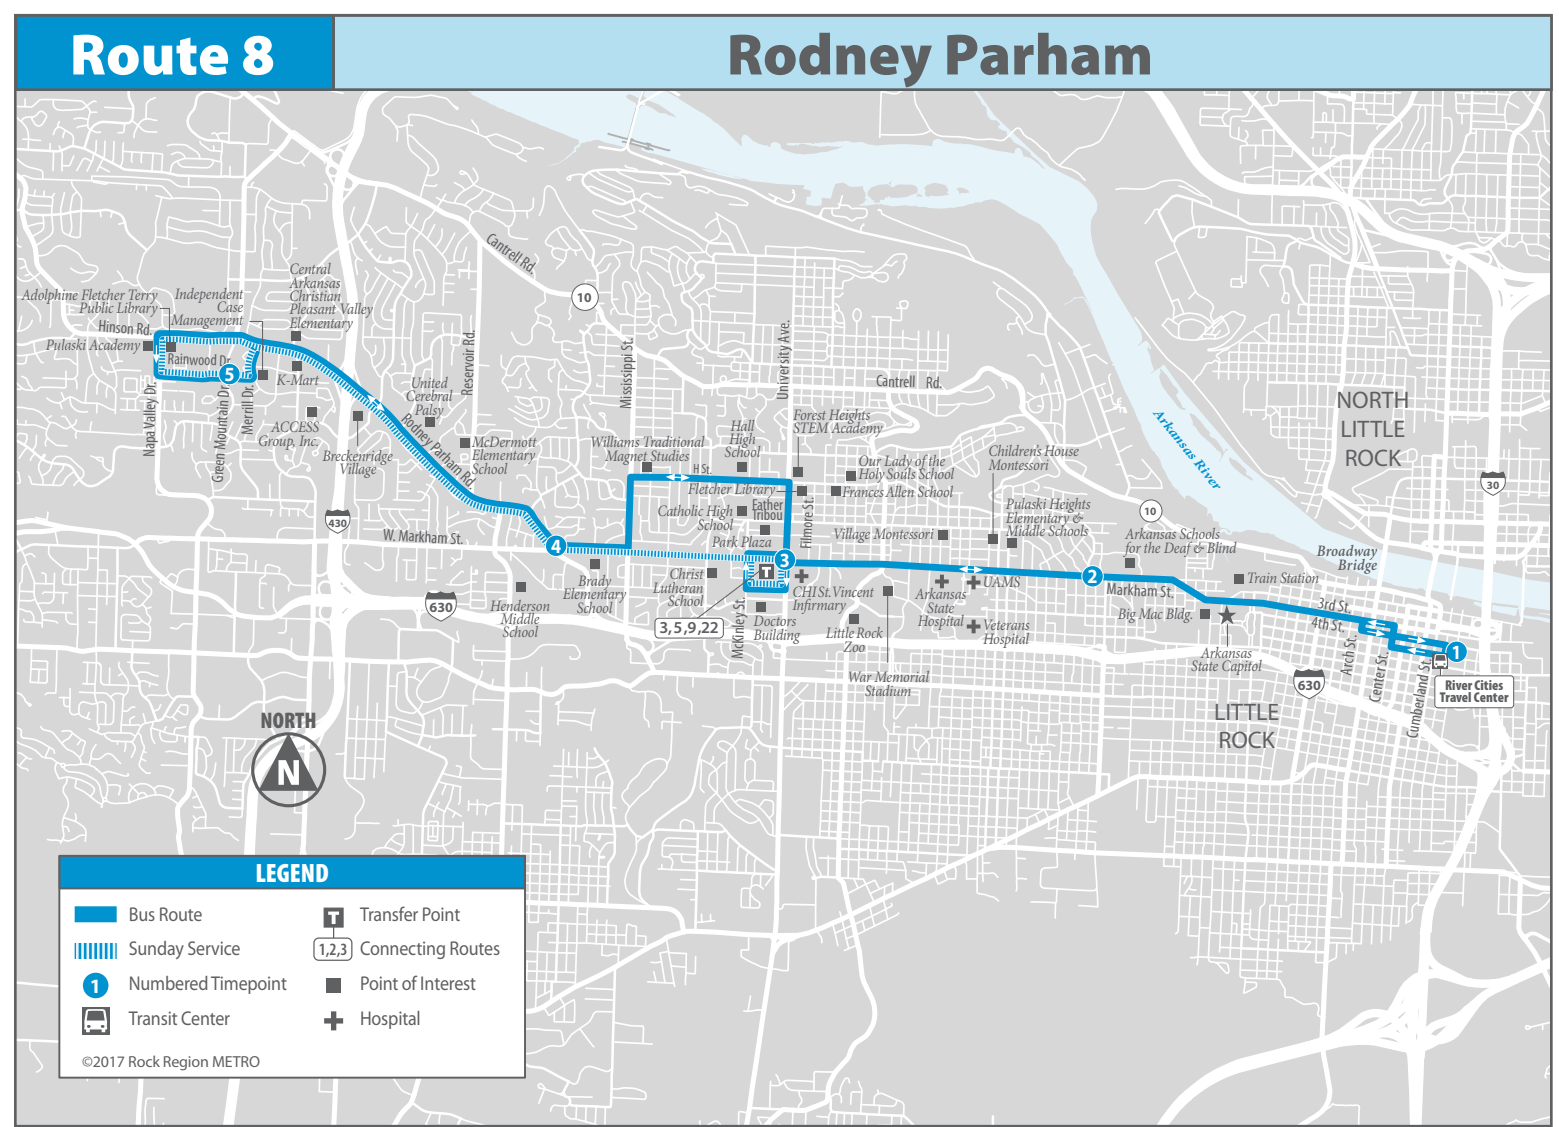 Route 8
Rodney Parham
Cantrell Rd.
10
Central
Arkansas
Christian
Pleasant Valley
Elementary
Independent
Case
Management
Adolphine Fletcher Terry
Public Library
Hinson Rd.
Pulaski Academy
Rainwood Dr.
5
K-Mart
Napa Valley Dr.
Green Mountain Dr.
Merrill Dr.
ACCESS
Group, Inc.
Breckenridge
Village
United
Cerebral
Palsy
Reservoir Rd.
Rodney Parham Rd.
McDermott
Elementary
School
Mississippi St.
University Ave.
Cantrell Rd.
Williams Traditional
Magnet Studies
Hall
High
School
Forest Heights
STEM Academy
H St.
Fletcher Library
Our Lady of the
Holy Souls School
Frances Allen School
Children's House
Montessori
Catholic High
School
Father
Tribou
Filmore St.
Park Plaza
Village Montessori
Pulaski Heights
Elementary &
Middle Schools
10
Arkansas Schools
for the Deaf & Blind
Arkansas River
NORTH
LITTLE
ROCK
30
Broadway
Bridge
430
W. Markham St.
4
3
T
2
Markham St.
Train Station
Big Mac Bldg.
3rd St.
4th St.
1
630
Henderson
Middle
School
Brady
Elementary
School
Christ
Lutheran
School
3,5,9,22
McKinley St.
Doctors
Building
CHI St. Vincent
Infirmary
Little Rock
Zoo
War Memorial
Stadium
Arkansas
State
Hospital
UAMS
Veterans
Hospital
Arkansas
State Capitol
630
Arch St.
Center St.
Cumberland St.
River Cities
Travel Center
LITTLE
ROCK
NORTH
N
LEGEND
Bus Route
Sunday Service
1
Numbered Timepoint
Transit Center
T
Transfer Point
1,2,3
Connecting Routes
Point of Interest
Hospital
©2017 Rock Region METRO